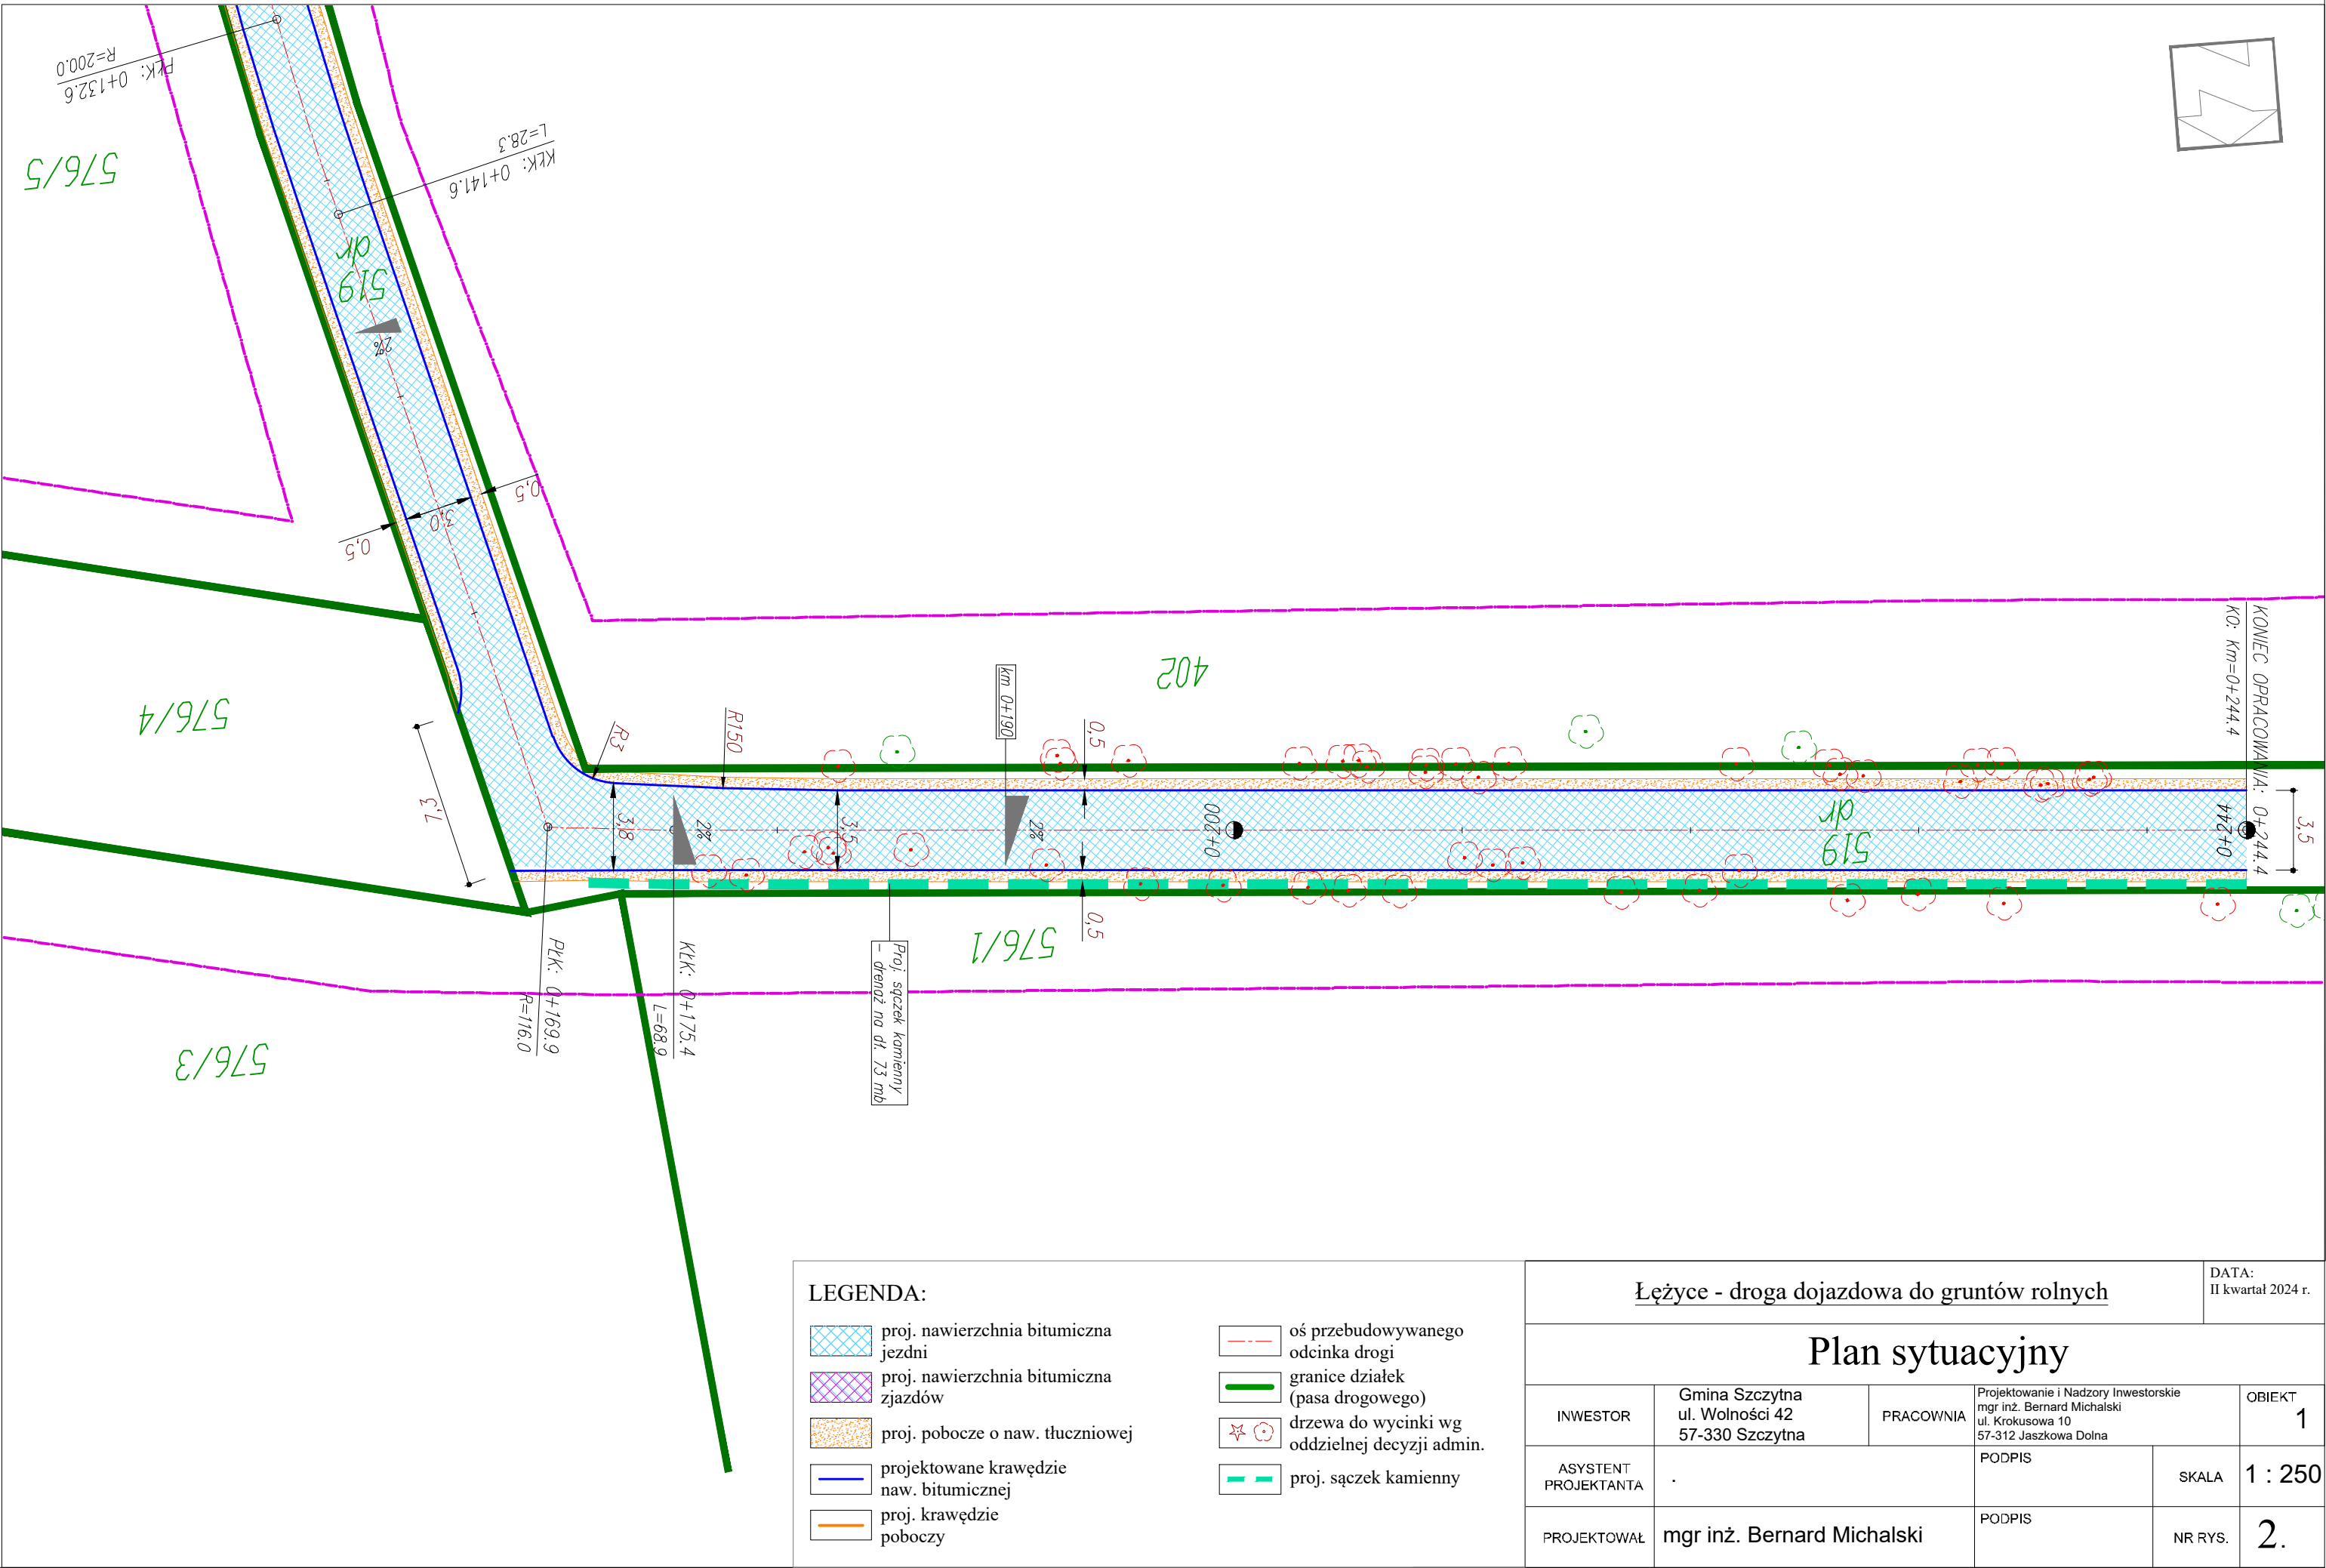 PŁK: 0+132.6
R=200.0
KŁK: 0+141.6
L=28.3
576/5
519
dr
2%
0,5
3,0
0,5
576/4
7,3
R3
R150
km 0+190
0,5
402
KONIEC OPRACOWANIA: 0+244.4
KO: Km=0+244.4
3,8
2%
3,5
2%
0+200
519
dr
0+244
3,5
0,5
576/1
PŁK: 0+169.9
R=116.0
KŁK: 0+175.4
L=68.9
Proj. sączek kamienny
– drenaż na dł. 73 mb
576/3
LEGENDA:
proj. nawierzchnia bitumiczna
jezdni
proj. nawierzchnia bitumiczna
zjazdów
proj. pobocze o naw. tłuczniowej
projektowane krawędzie
naw. bitumicznej
proj. krawędzie
poboczy
oś przebudowywanego
odcinka drogi
granice działek
(pasa drogowego)
drzewa do wycinki wg
oddzielnej decyzji admin.
proj. sączek kamienny
Łężyce - droga dojazdowa do gruntów rolnych
DATA:
II kwartał 2024 r.
Plan sytuacyjny
INWESTOR
Gmina Szczytna
ul. Wolności 42
57-330 Szczytna
PRACOWNIA
Projektowanie i Nadzory Inwestorskie
mgr inż. Bernard Michalski
ul. Krokusowa 10
57-312 Jaszkowa Dolna
OBIEKT
1
ASYSTENT
PROJEKTANTA
.
PODPIS
SKALA
1 : 250
PROJEKTOWAŁ
mgr inż. Bernard Michalski
PODPIS
NR RYS.
2.